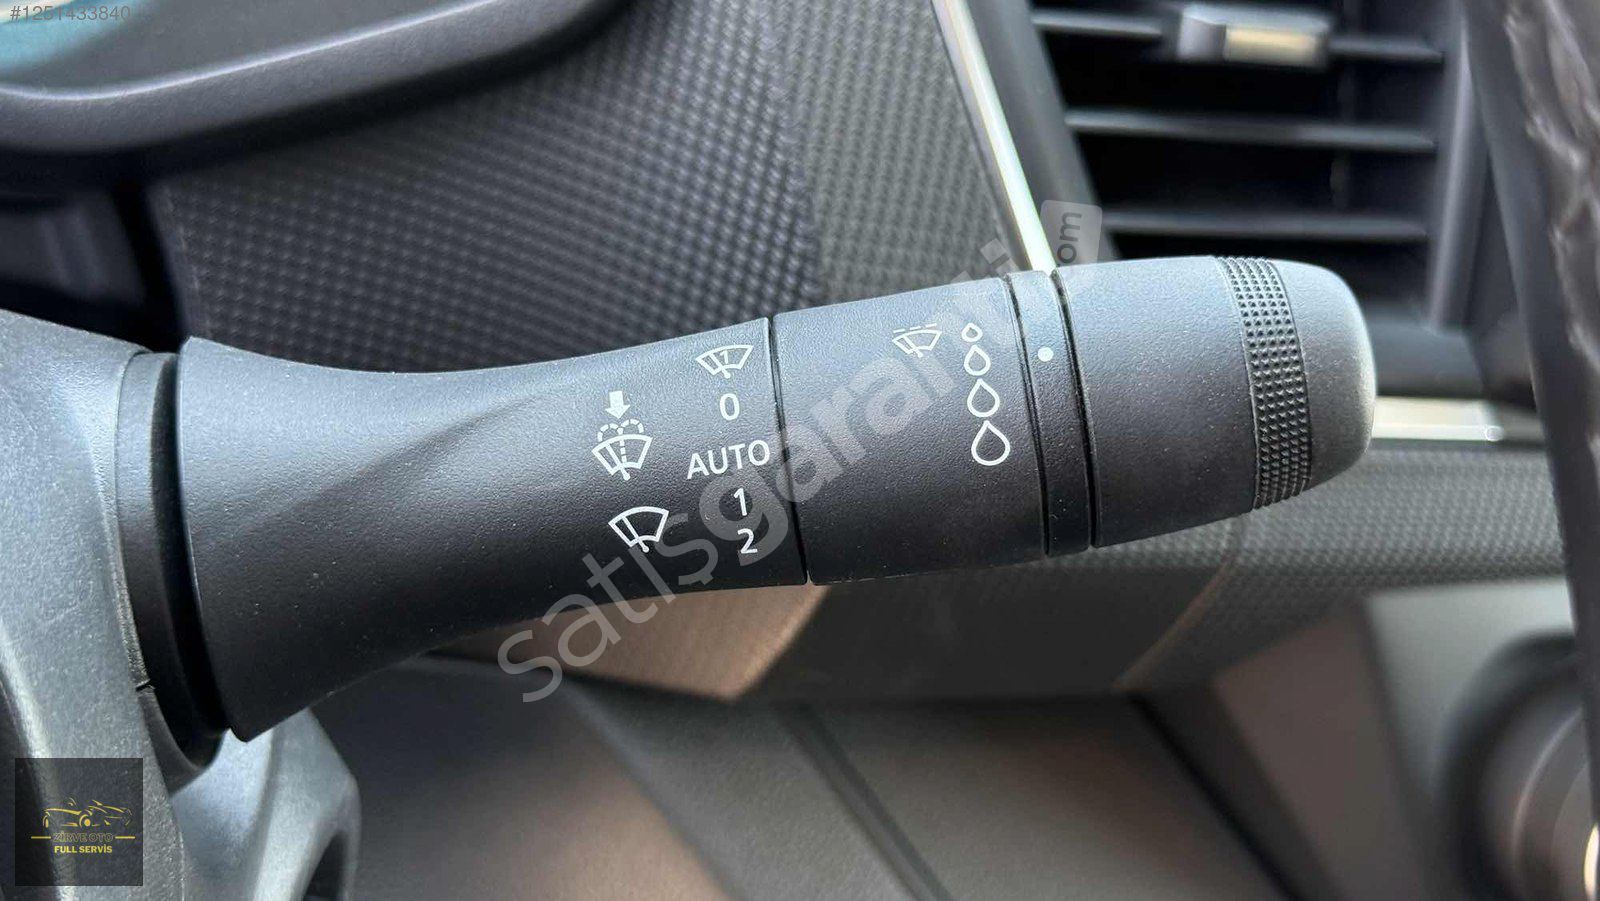 #1251433840
0
AUTO
1
2
satışgaranti
.com
ZİRVE OTO
FULL SERVİS